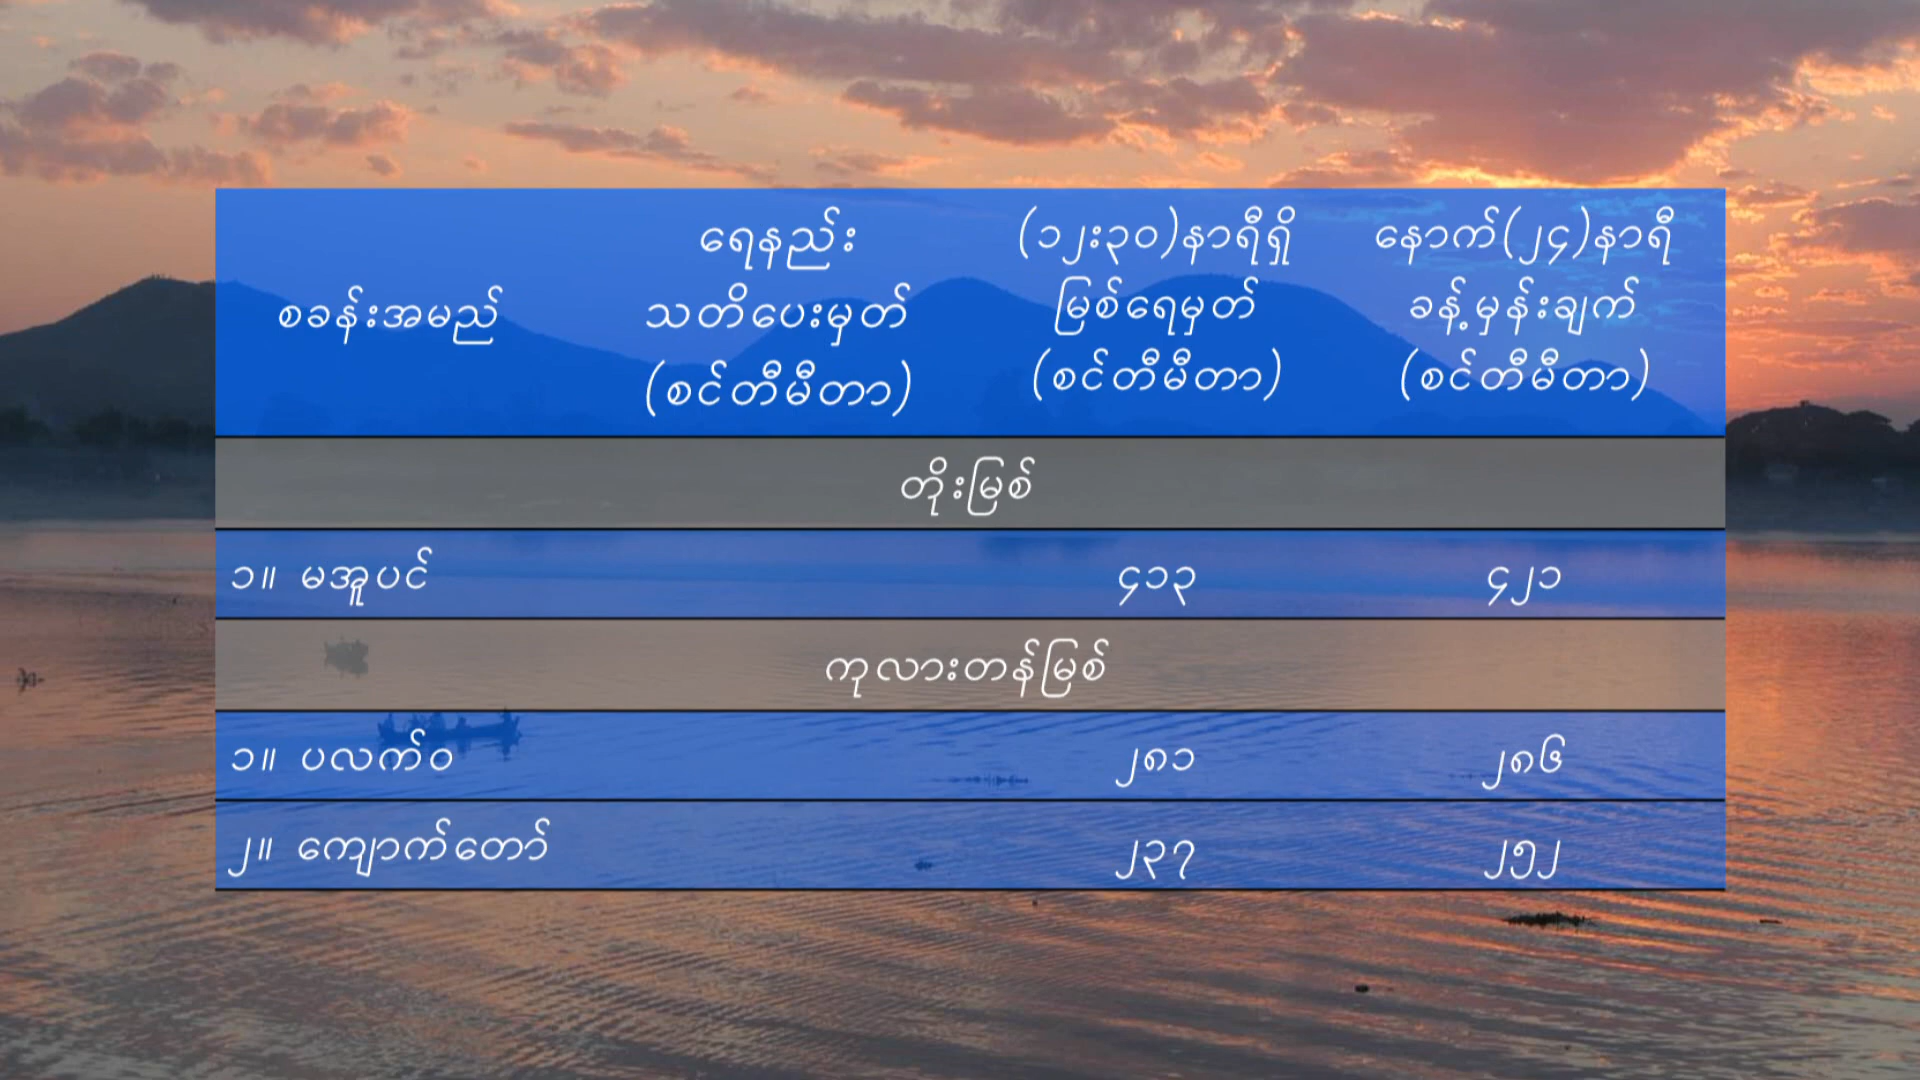 စခန်းအမည်
ရေနည်း
သတိပေးမှတ်
(စင်တီမီတာ)
(၁၂း၃၀)နာရီရှိ
မြစ်ရေမှတ်
(စင်တီမီတာ)
နောက်(၂၄)နာရီ
ခန့်မှန်းချက်
(စင်တီမီတာ)
တိုးမြစ်
၁။ မအူပင် ၄၁၃ ၄၂၁
ကုလားတန်မြစ်
၁။ ပလက်ဝ ၂၈၁ ၂၈၆
၂။ ကျောက်တော် ၂၃၇ ၂၅၂